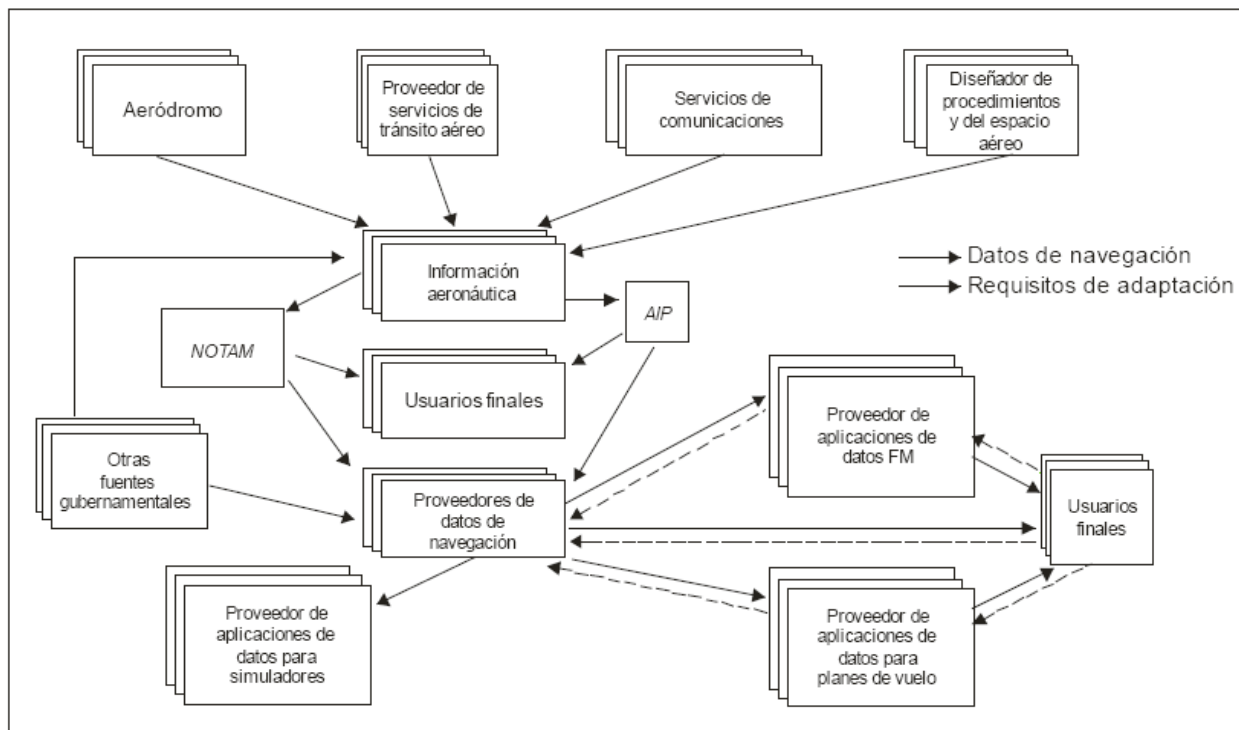 Aeródromo
Proveedor de
servicios de
tránsito aéreo
Servicios de
comunicaciones
Diseñador de
procedimientos
y del espacio
aéreo
Información
aeronáutica
Datos de navegación
Requisitos de adaptación
AIP
NOTAM
Usuarios finales
Otras
fuentes
gubernamentales
Proveedor de
aplicaciones de
datos FM
Proveedores de
datos de
navegación
Usuarios
finales
Proveedor de
aplicaciones de
datos para
simuladores
Proveedor de
aplicaciones de
datos para
planes de vuelo